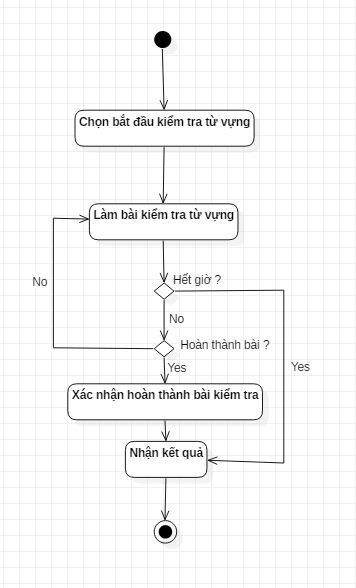 Chọn bắt đầu kiểm tra từ vựng
Làm bài kiểm tra từ vựng
Hết giờ ?
No
No
Hoàn thành bài ?
Yes
Yes
Xác nhận hoàn thành bài kiểm tra
Nhận kết quả